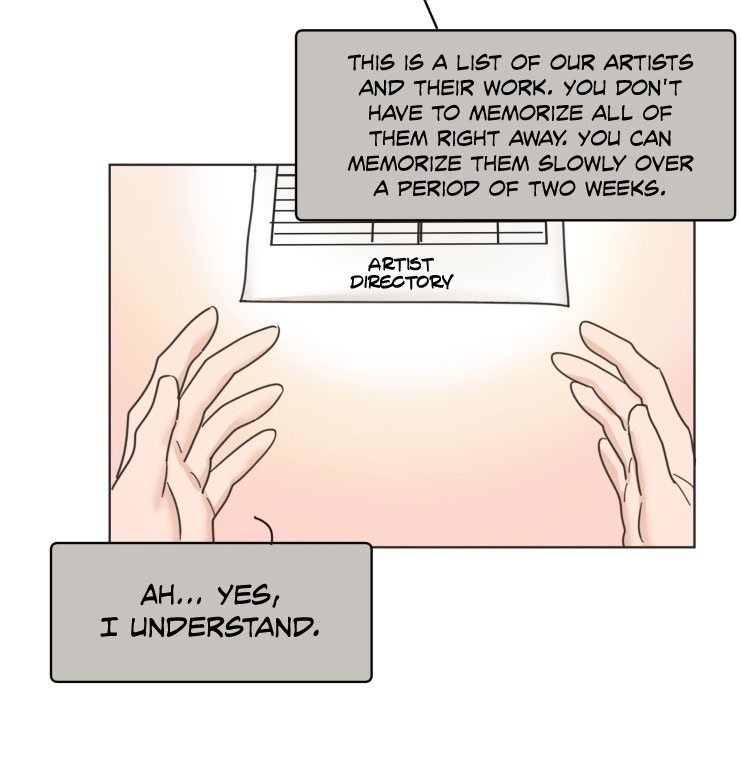 THIS IS A LIST OF OUR ARTISTS
AND THEIR WORK. YOU DON'T
HAVE TO MEMORIZE ALL OF
THEM RIGHT AWAY. YOU CAN
MEMORIZE THEM SLOWLY OVER
A PERIOD OF TWO WEEKS.
ARTIST
DIRECTORY
AH... YES,
I UNDERSTAND.